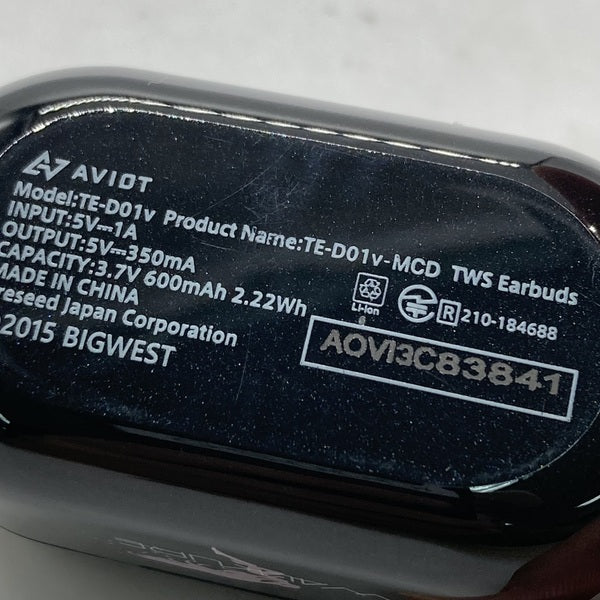 AVIOT
Model:TE-D01v Product Name:TE-D01v-MCD TWS Earbuds
INPUT:5V⎓1A
OUTPUT:5V⎓350mA
CAPACITY:3.7V 600mAh 2.22Wh
MADE IN CHINA
reseed Japan Corporation
2015 BIGWEST
Li-ion
R 210-184688
AOVI3C83841